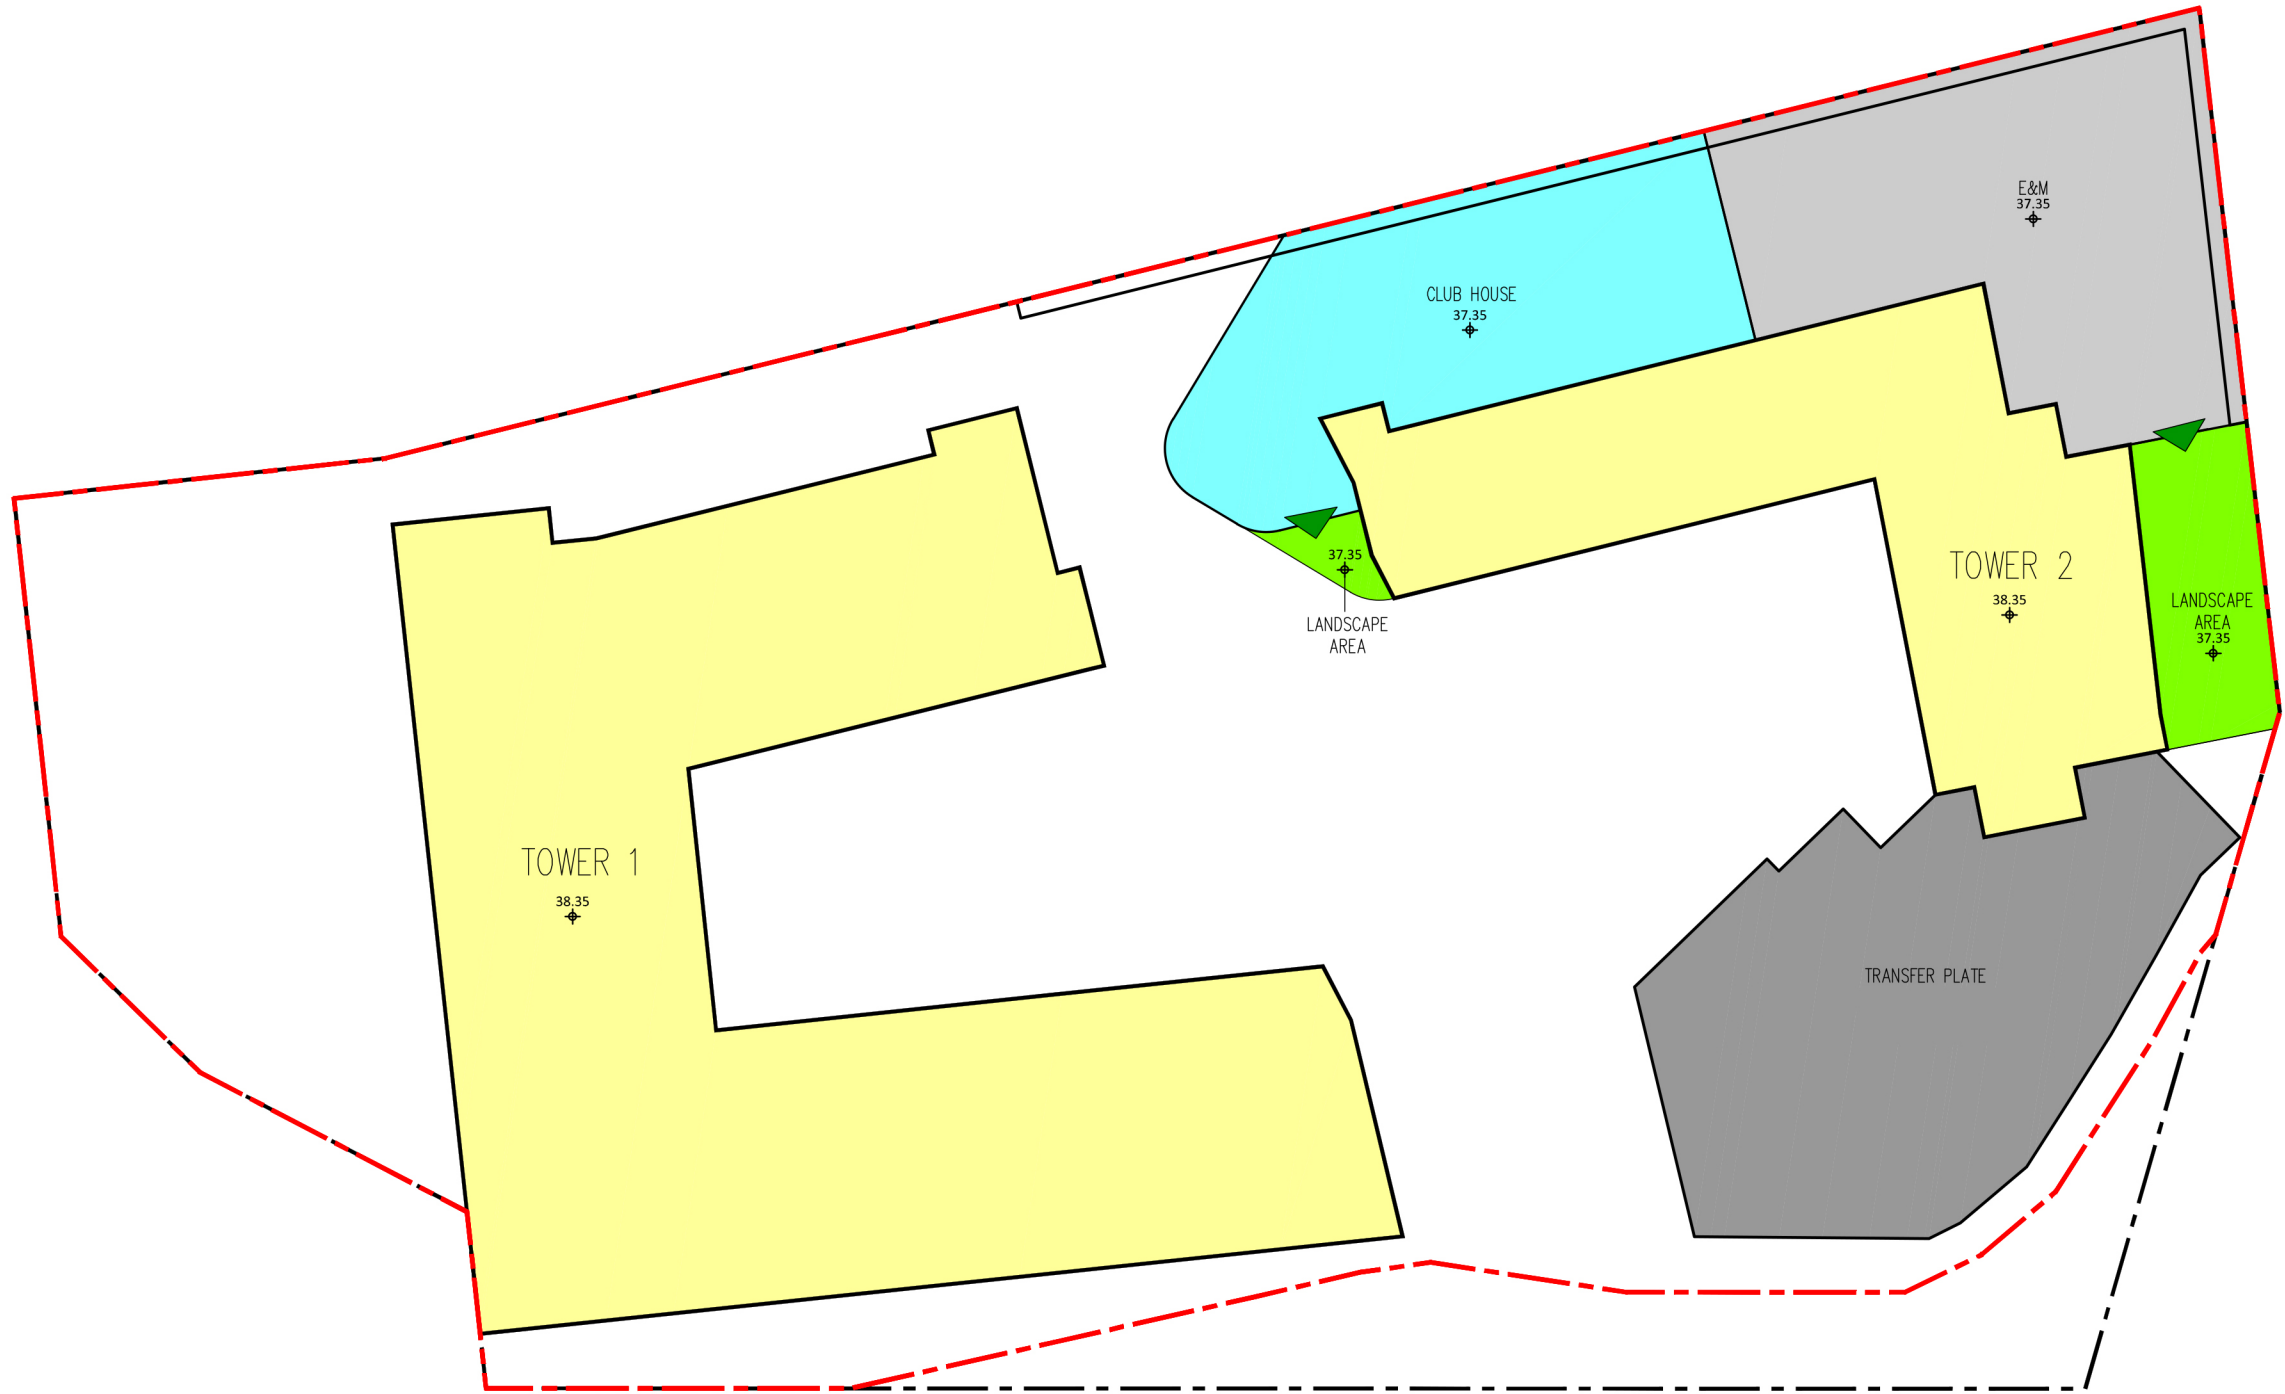 E&M
37.35
CLUB HOUSE
37.35
37.35
LANDSCAPE
AREA
TOWER 2
38.35
LANDSCAPE
AREA
37.35
TOWER 1
38.35
TRANSFER PLATE